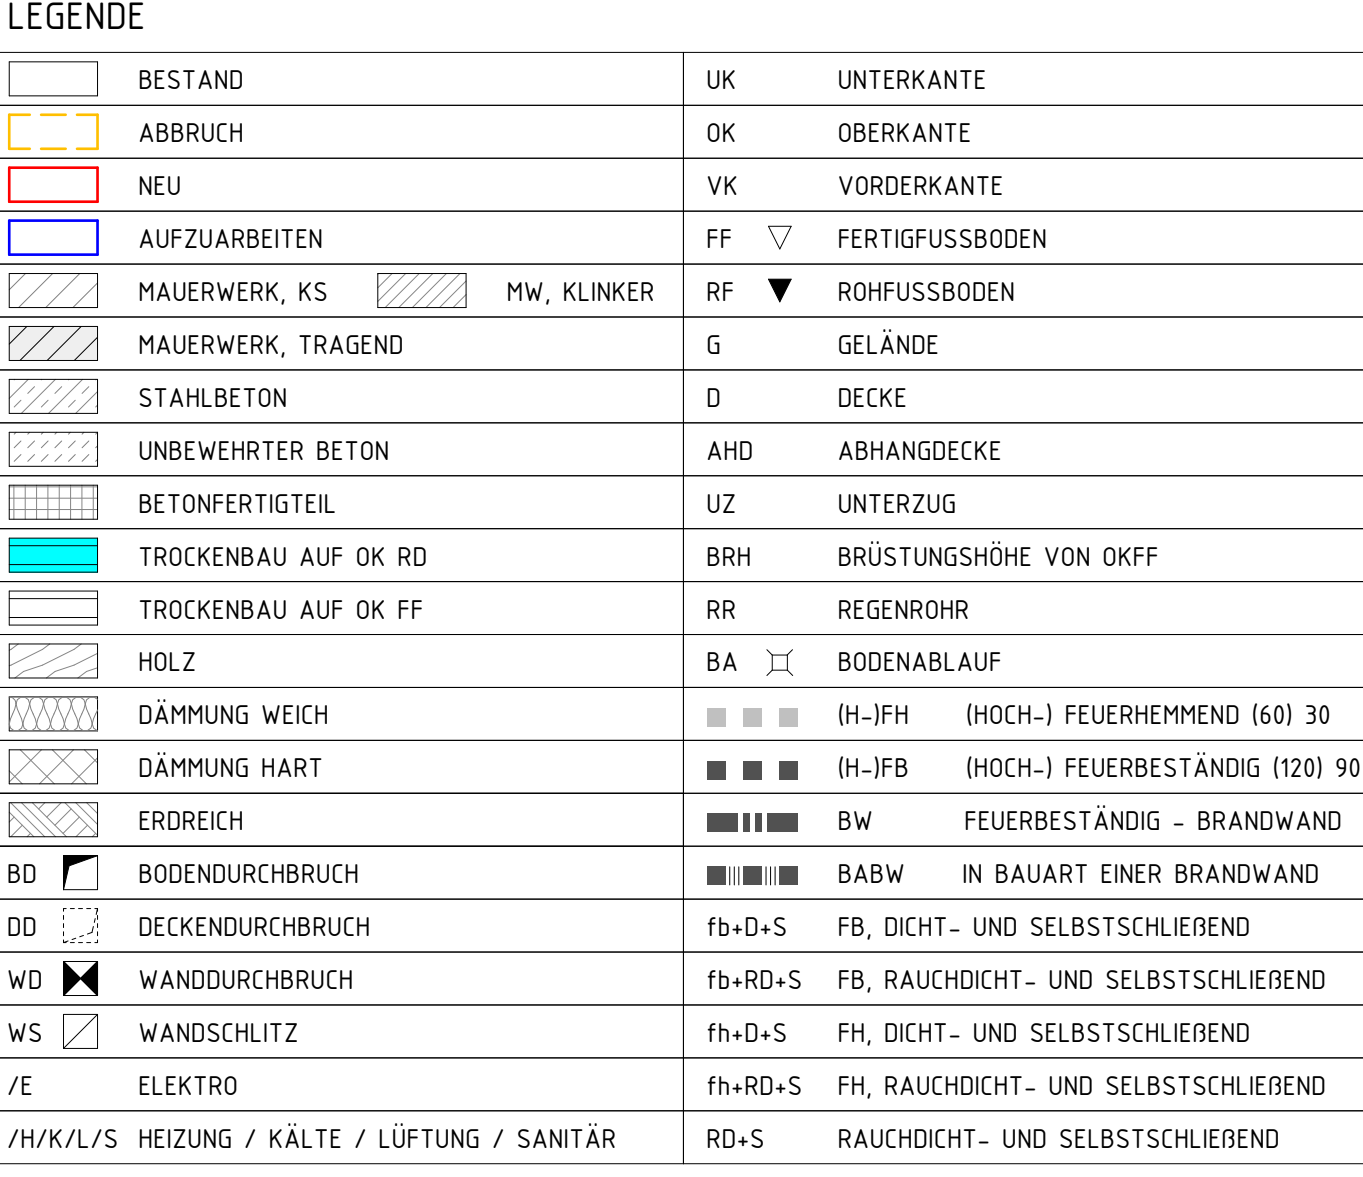 LEGENDE
BESTAND
ABBRUCH
NEU
AUFZUARBEITEN
MAUERWERK, KS MW, KLINKER
MAUERWERK, TRAGEND
STAHLBETON
UNBEWEHRTER BETON
BETONFERTIGTEIL
TROCKENBAU AUF OK RD
TROCKENBAU AUF OK FF
HOLZ
DÄMMUNG WEICH
DÄMMUNG HART
ERDREICH
BD BODENDURCHBRUCH
DD DECKENDURCHBRUCH
WD WANDDURCHBRUCH
WS WANDSCHLITZ
/E ELEKTRO
/H/K/L/S HEIZUNG / KÄLTE / LÜFTUNG / SANITÄR
UK UNTERKANTE
OK OBERKANTE
VK VORDERKANTE
FF FERTIGFUSSBODEN
RF ROHFUSSBODEN
G GELÄNDE
D DECKE
AHD ABHANGDECKE
UZ UNTERZUG
BRH BRÜSTUNGSHÖHE VON OKFF
RR REGENROHR
BA BODENABLAUF
(H-)FH (HOCH-) FEUERHEMMEND (60) 30
(H-)FB (HOCH-) FEUERBESTÄNDIG (120) 90
BW FEUERBESTÄNDIG - BRANDWAND
BABW IN BAUART EINER BRANDWAND
fb+D+S FB, DICHT- UND SELBSTSCHLIEßEND
fb+RD+S FB, RAUCHDICHT- UND SELBSTSCHLIEßEND
fh+D+S FH, DICHT- UND SELBSTSCHLIEßEND
fh+RD+S FH, RAUCHDICHT- UND SELBSTSCHLIEßEND
RD+S RAUCHDICHT- UND SELBSTSCHLIEßEND